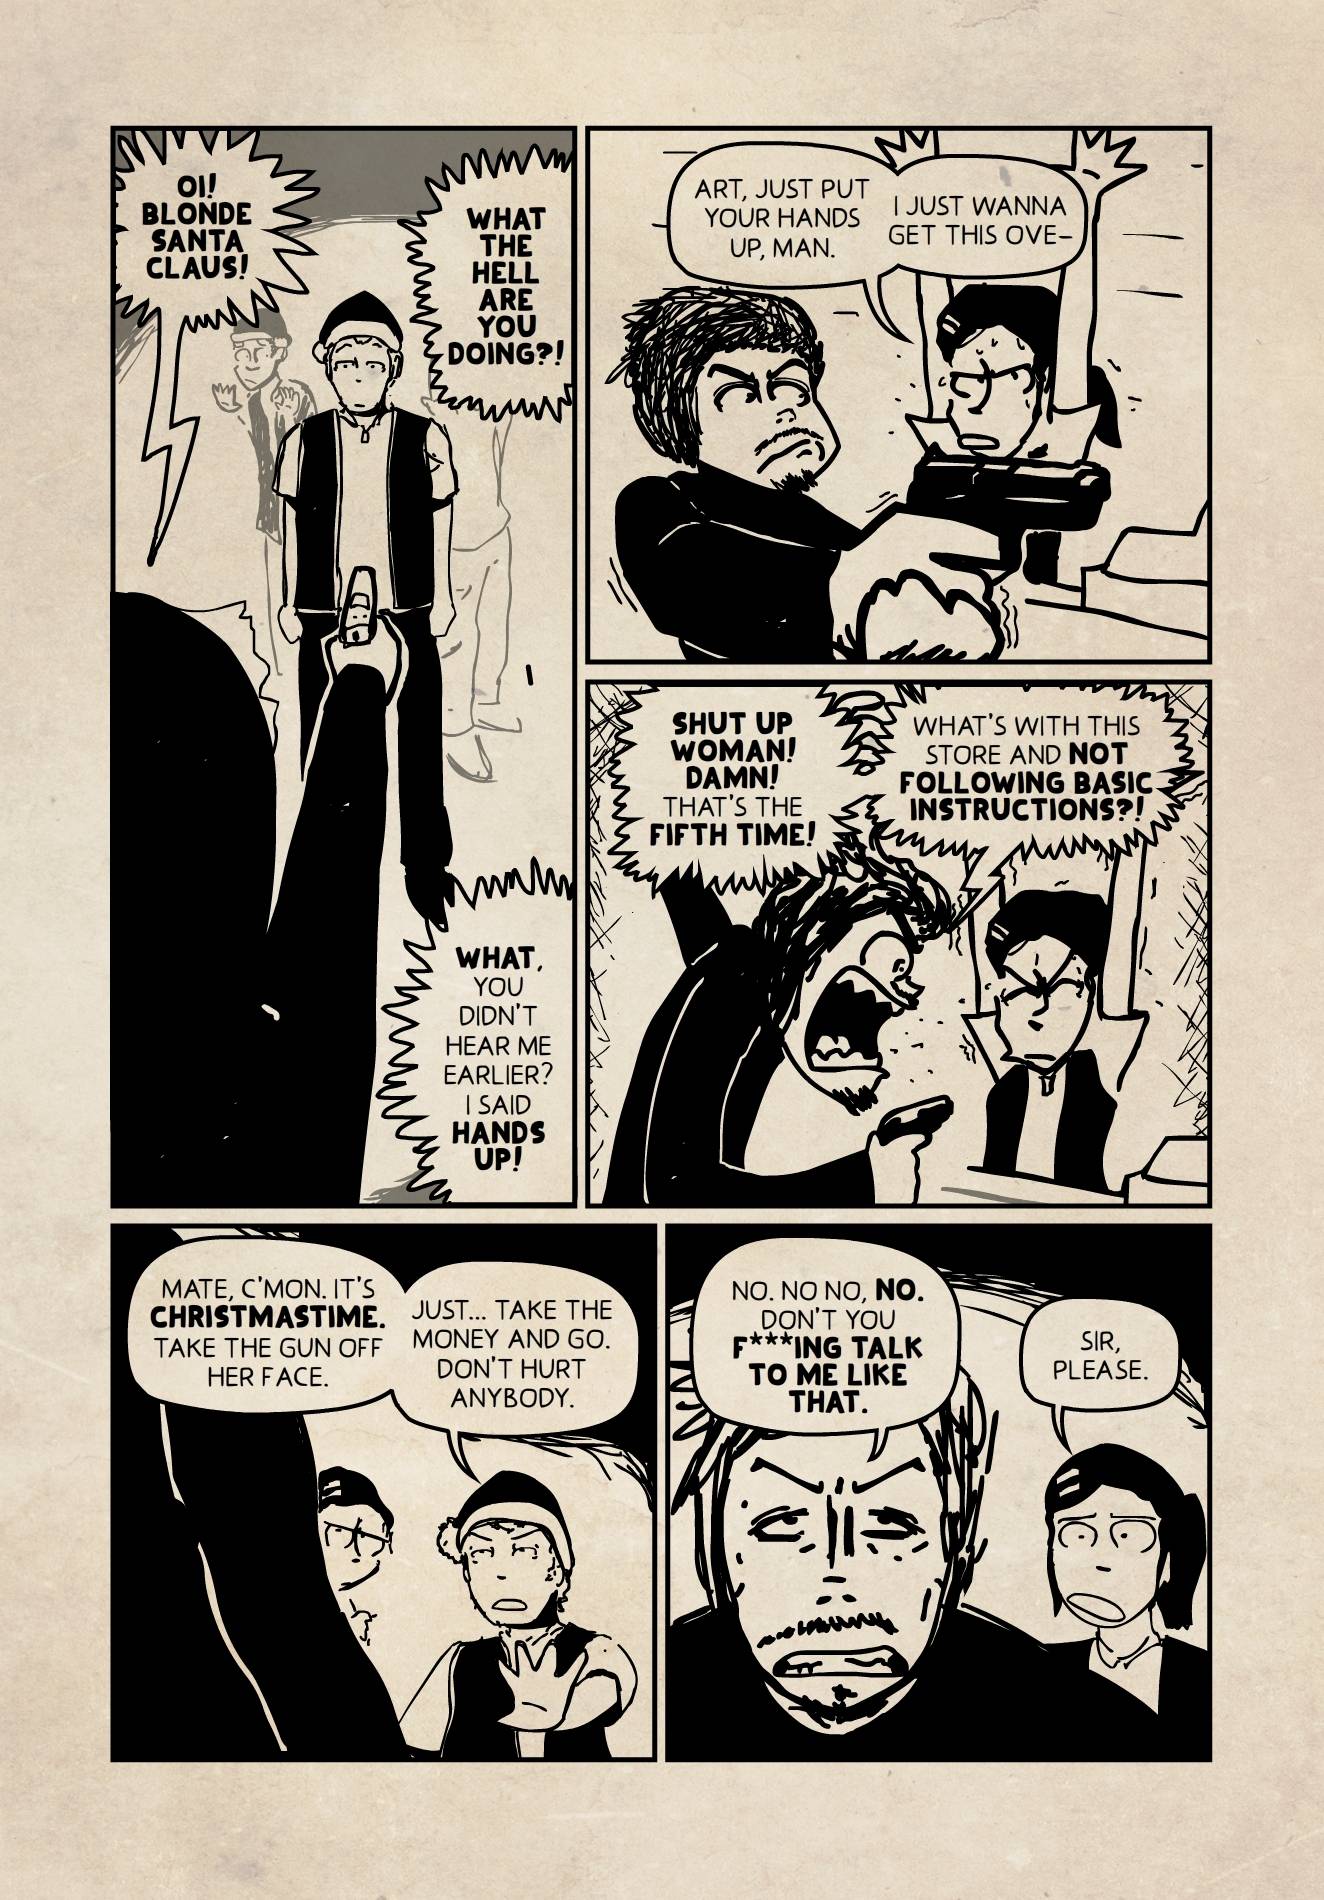 OI!
BLONDE
SANTA
CLAUS!
WHAT
THE
HELL
ARE
YOU
DOING?!
WHAT,
YOU
DIDN'T
HEAR ME
EARLIER?
I SAID
HANDS
UP!
ART, JUST PUT
YOUR HANDS
UP, MAN.
I JUST WANNA
GET THIS OVE–
SHUT UP
WOMAN!
DAMN!
THAT'S THE
FIFTH TIME!
WHAT'S WITH THIS
STORE AND NOT
FOLLOWING BASIC
INSTRUCTIONS?!
MATE, C'MON. IT'S
CHRISTMASTIME.
TAKE THE GUN OFF
HER FACE.
JUST... TAKE THE
MONEY AND GO.
DON'T HURT
ANYBODY.
NO. NO NO, NO.
DON'T YOU
F***ING TALK
TO ME LIKE
THAT.
SIR,
PLEASE.